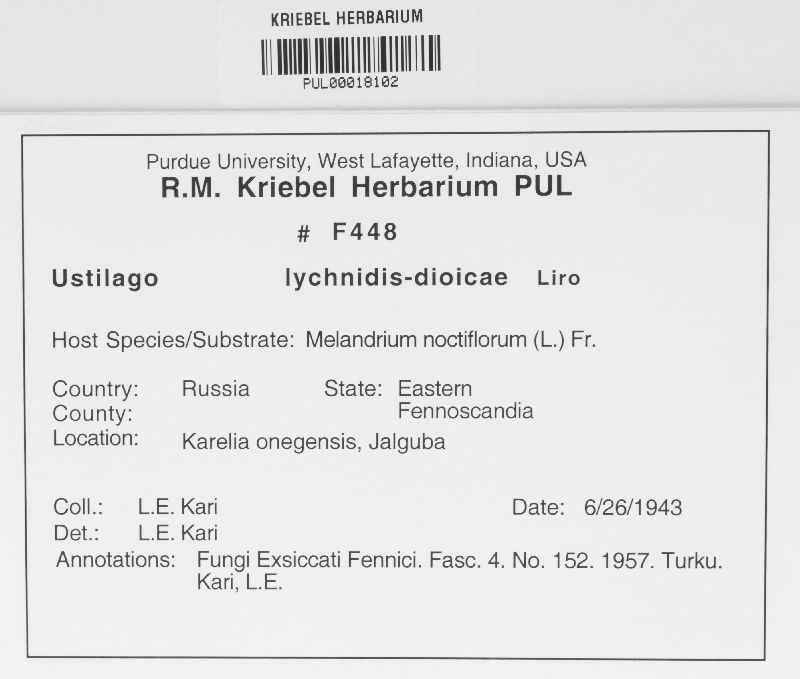 KRIEBEL HERBARIUM
PUL00018102
Purdue University, West Lafayette, Indiana, USA
R.M. Kriebel Herbarium PUL
# F448
Ustilago lychnidis-dioicae Liro
Host Species/Substrate: Melandrium noctiflorum (L.) Fr.
Country: Russia State: Eastern
County: Fennoscandia
Location: Karelia onegensis, Jalguba
Coll.: L.E. Kari Date: 6/26/1943
Det.: L.E. Kari
Annotations: Fungi Exsiccati Fennici. Fasc. 4. No. 152. 1957. Turku.
Kari, L.E.